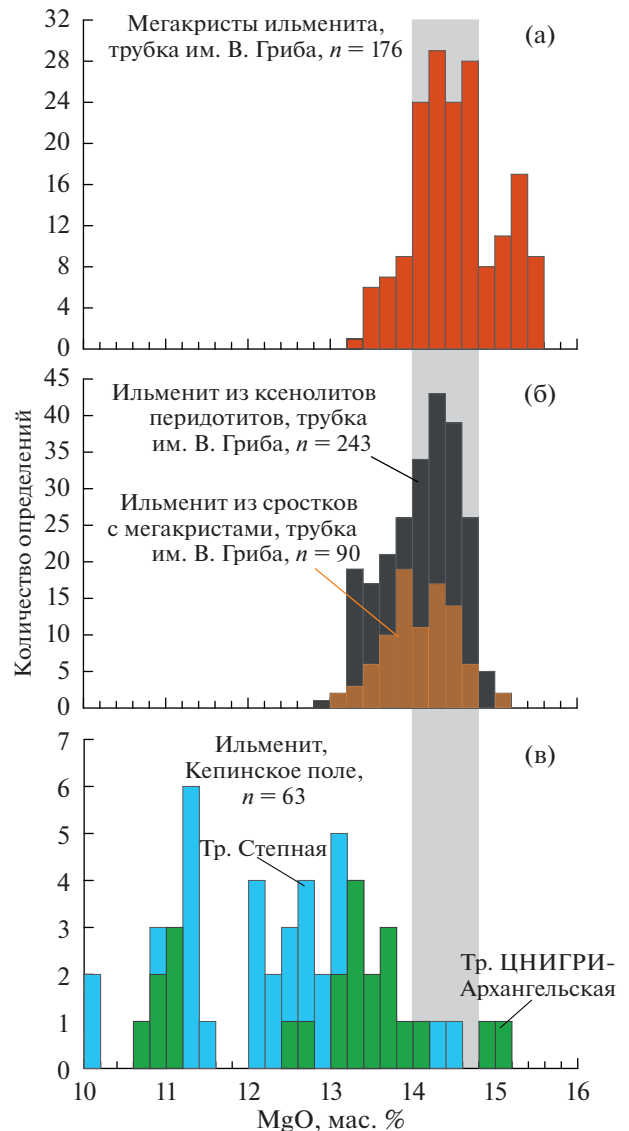 32
28
24
20
16
12
8
4
0
Мегакристы ильменита,
трубка им. В. Гриба, n = 176
(а)
Количество определений
45
40
35
30
25
20
15
10
5
0
Ильменит из ксенолитов
перидотитов, трубка
им. В. Гриба, n = 243
Ильменит из сростков
с мегакристами, трубка
им. В. Гриба, n = 90
(б)
7
6
5
4
3
2
1
0
Ильменит,
Кепинское поле,
n = 63
Тр. Степная
(в)
Тр. ЦНИГРИ-
Архангельская
10 11 12 13 14 15 16
MgO, мас. %